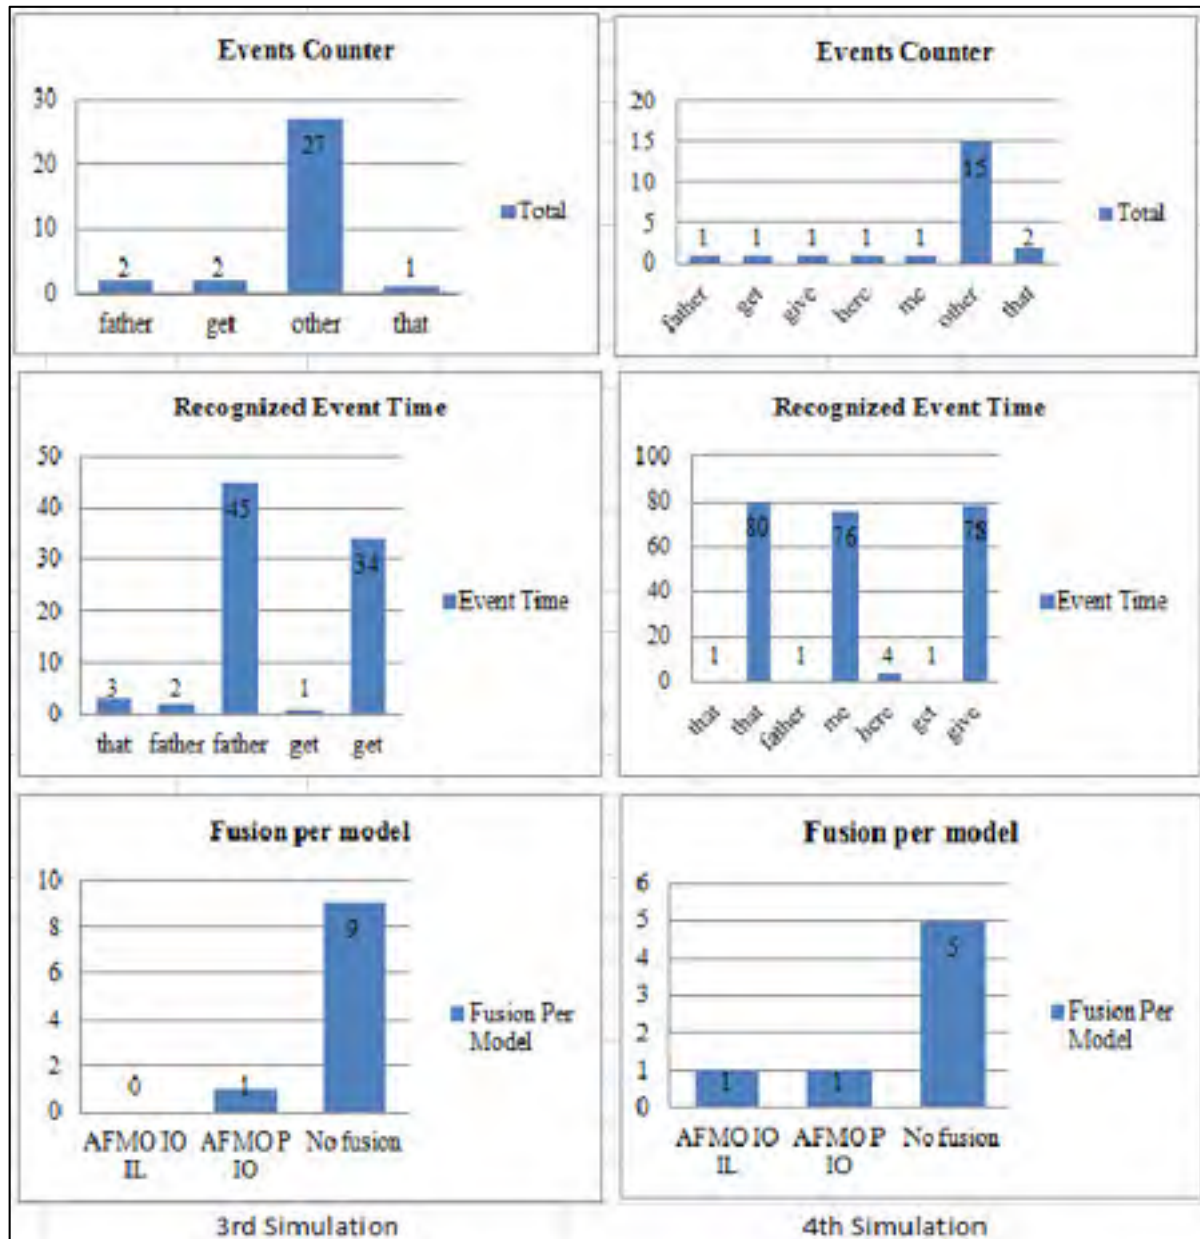 Events Counter
30
20
10
0
2
2
27
1
father
get
other
that
Total
Events Counter
20
15
10
5
0
1
1
1
1
1
15
2
father
get
give
here
me
other
that
Total
Recognized Event Time
50
40
30
20
10
0
3
2
45
1
34
that
father
father
get
get
Event Time
Recognized Event Time
100
80
60
40
20
0
1
80
1
76
4
1
78
that
that
father
me
here
get
give
Event Time
Fusion per model
10
8
6
4
2
0
0
1
9
AFMO IO
IL
AFMO P
IO
No fusion
Fusion Per
Model
Fusion per model
6
5
4
3
2
1
0
1
1
5
AFMO IO
IL
AFMO P
IO
No fusion
Fusion Per
Model
3rd Simulation
4th Simulation